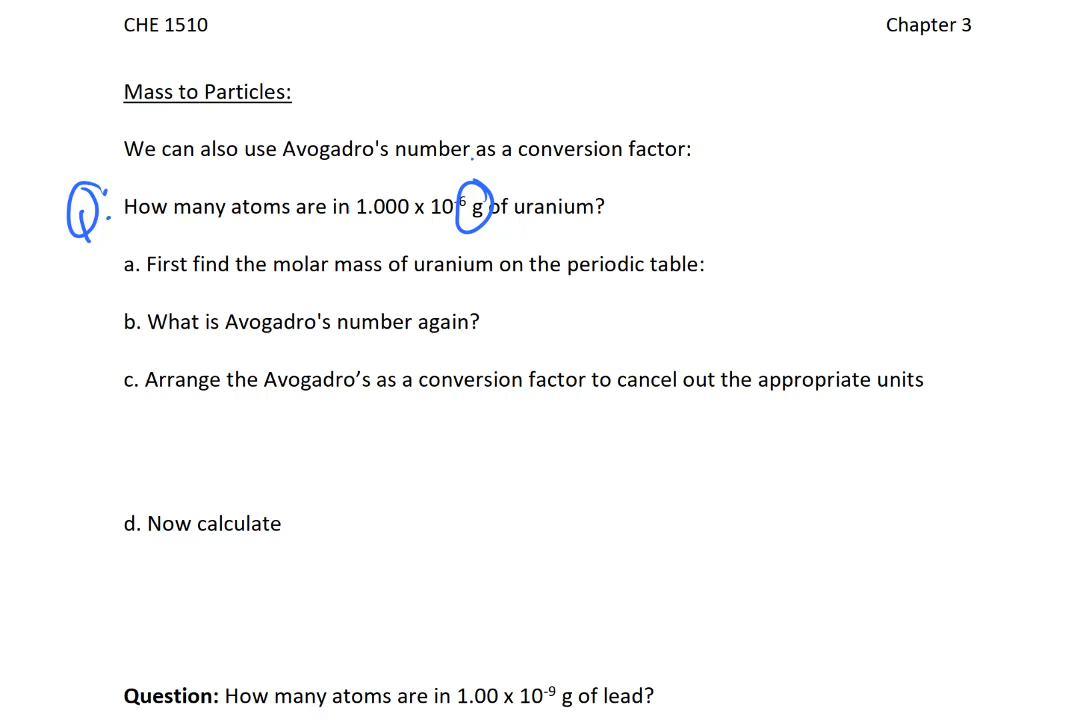 CHE 1510 Chapter 3
Mass to Particles:
We can also use Avogadro's number as a conversion factor:
Q: How many atoms are in 1.000 x 10⁻⁶ g of uranium?
a. First find the molar mass of uranium on the periodic table:
b. What is Avogadro's number again?
c. Arrange the Avogadro’s as a conversion factor to cancel out the appropriate units
d. Now calculate
Question: How many atoms are in 1.00 x 10⁻⁹ g of lead?